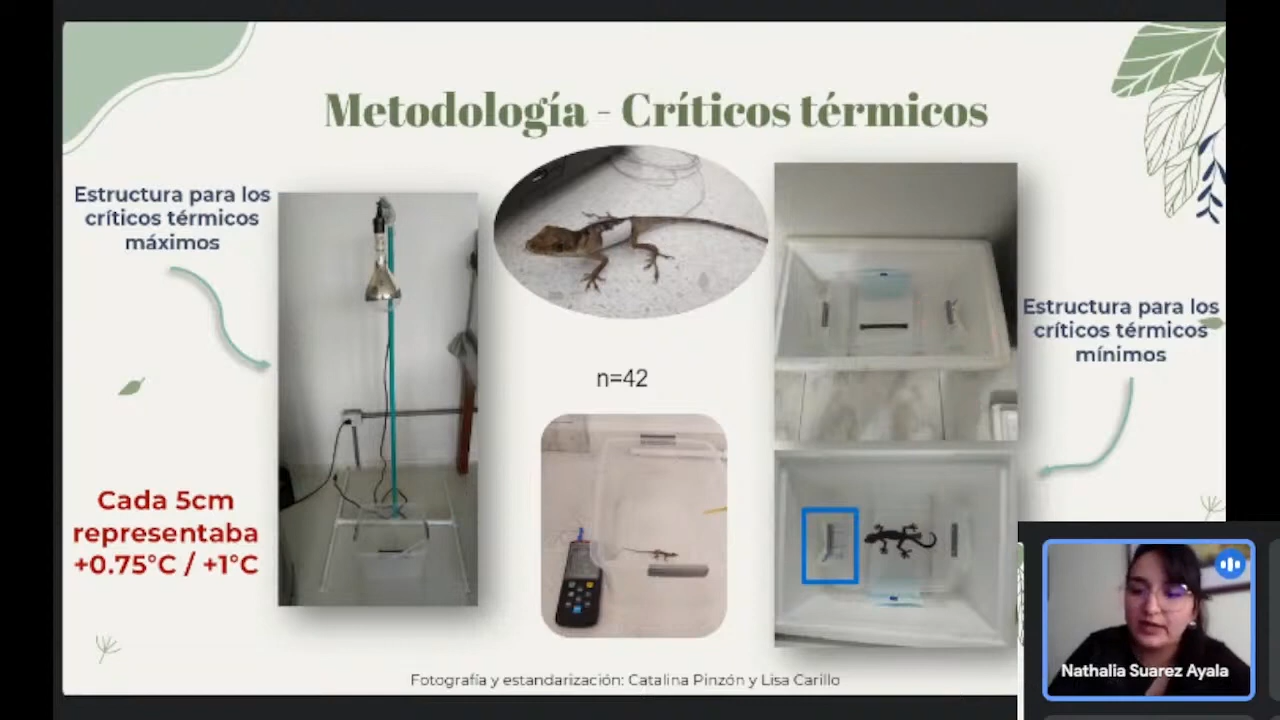 Metodología - Críticos térmicos
Estructura para los
críticos térmicos
máximos
n=42
Estructura para los
críticos térmicos
mínimos
Cada 5cm
representaba
+0.75°C / +1°C
Fotografía y estandarización: Catalina Pinzón y Lisa Carillo
Nathalia Suarez Ayala